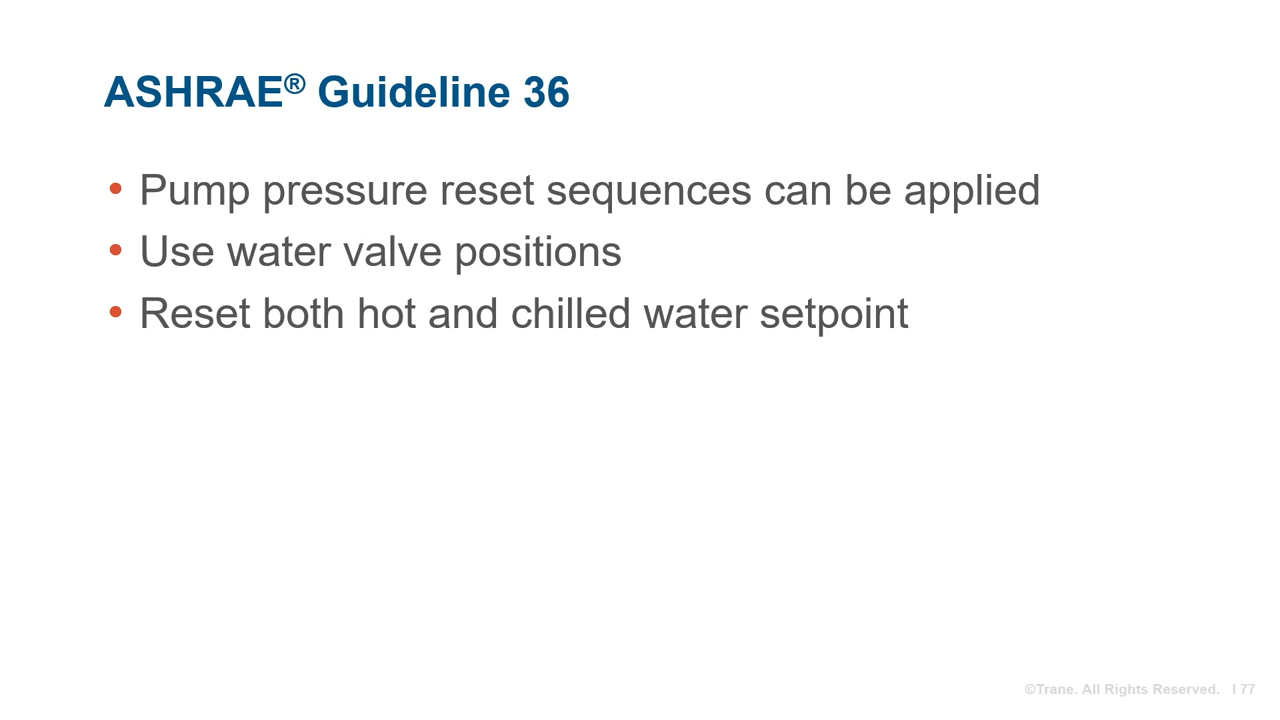 ASHRAE® Guideline 36
• Pump pressure reset sequences can be applied
• Use water valve positions
• Reset both hot and chilled water setpoint
©Trane. All Rights Reserved. I 77